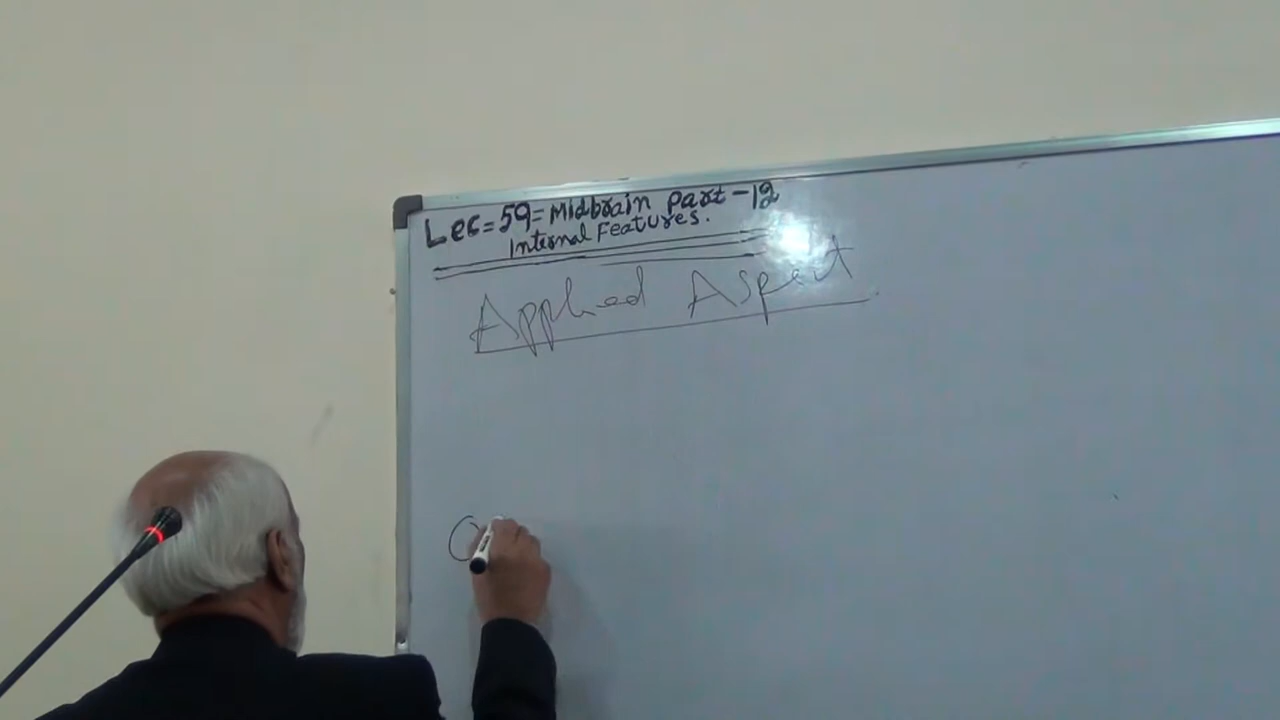 Lec=59=Midbrain Part-12
Internal Features.
Applied Aspect